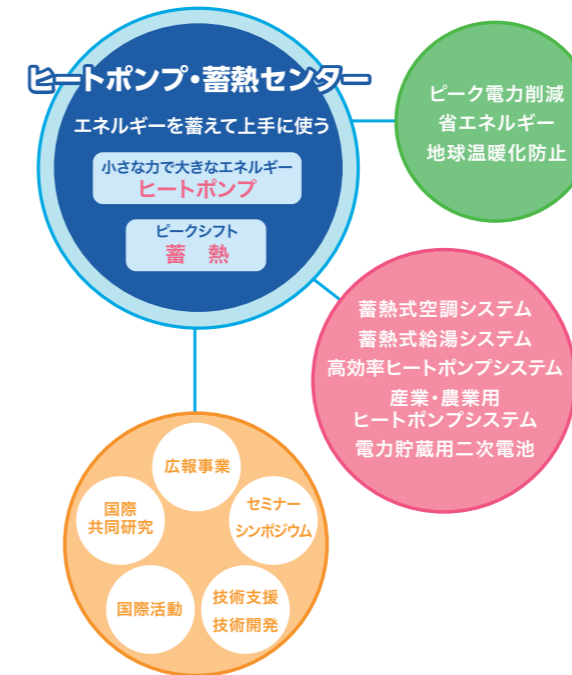 ヒートポンプ・蓄熱センター
エネルギーを蓄えて上手に使う
小さな力で大きなエネルギー
ヒートポンプ
ピークシフト
蓄 熱
ピーク電力削減
省エネルギー
地球温暖化防止
蓄熱式空調システム
蓄熱式給湯システム
高効率ヒートポンプシステム
産業・農業用
ヒートポンプシステム
電力貯蔵用二次電池
広報事業
国際
共同研究
セミナー
シンポジウム
国際活動
技術支援
技術開発